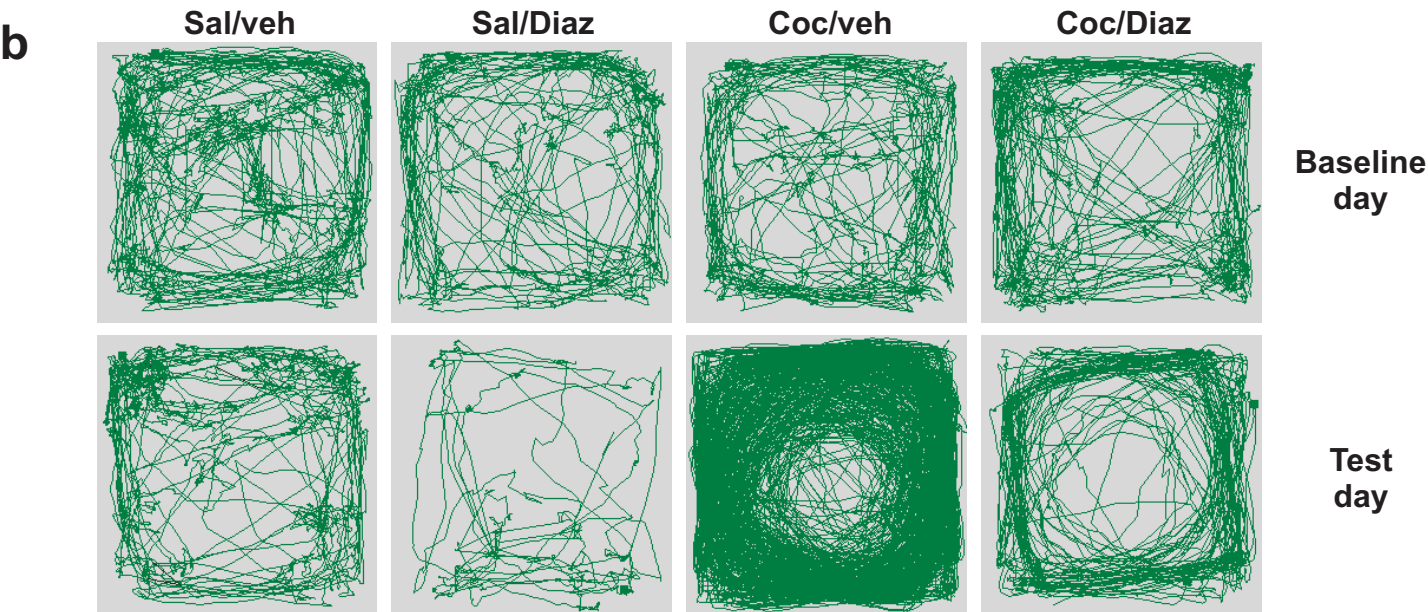 b
Sal/veh
Sal/Diaz
Coc/veh
Coc/Diaz
Baseline
day
Test
day